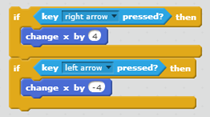 if key right arrow pressed? then
change x by 4
if key left arrow pressed? then
change x by -4